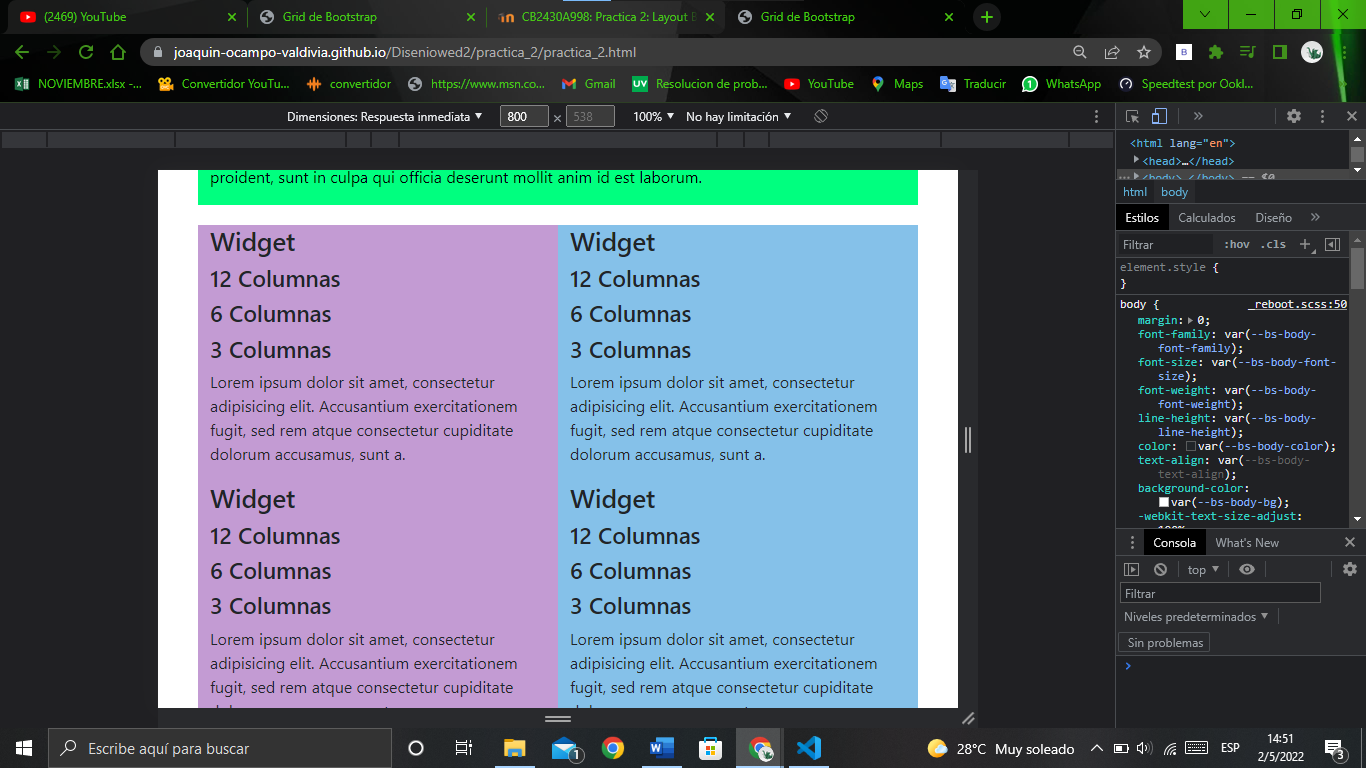 (2469) YouTube
Grid de Bootstrap
CB2430A998: Practica 2: Layout B
Grid de Bootstrap
joaquin-ocampo-valdivia.github.io/Diseniowed2/practica_2/practica_2.html
NOVIEMBRE.xlsx -...
Convertidor YouTu...
convertidor
https://www.msn.co...
Gmail
Resolucion de prob...
YouTube
Maps
Traducir
WhatsApp
Speedtest por Ookl...
Dimensiones: Respuesta inmediata
800
×
538
100%
No hay limitación
proident, sunt in culpa qui officia deserunt mollit anim id est laborum.
Widget
12 Columnas
6 Columnas
3 Columnas
Lorem ipsum dolor sit amet, consectetur
adipisicing elit. Accusantium exercitationem
fugit, sed rem atque consectetur cupiditate
dolorum accusamus, sunt a.
Widget
12 Columnas
6 Columnas
3 Columnas
Lorem ipsum dolor sit amet, consectetur
adipisicing elit. Accusantium exercitationem
fugit, sed rem atque consectetur cupiditate
dolorum accusamus, sunt a.
Widget
12 Columnas
6 Columnas
3 Columnas
Lorem ipsum dolor sit amet, consectetur
adipisicing elit. Accusantium exercitationem
fugit, sed rem atque consectetur cupiditate
Widget
12 Columnas
6 Columnas
3 Columnas
Lorem ipsum dolor sit amet, consectetur
adipisicing elit. Accusantium exercitationem
fugit, sed rem atque consectetur cupiditate
<html lang="en">
<head>…</head>
<body>…</body> == $0
html body
Estilos Calculados Diseño
Filtrar :hov .cls
element.style {
}
body { _reboot.scss:50
margin: 0;
font-family: var(--bs-body-
font-family);
font-size: var(--bs-body-font-
size);
font-weight: var(--bs-body-
font-weight);
line-height: var(--bs-body-
line-height);
color: var(--bs-body-color);
text-align: var(--bs-body-
text-align);
background-color:
var(--bs-body-bg);
-webkit-text-size-adjust:
100%
Consola What's New
top
Filtrar
Niveles predeterminados
Sin problemas
Escribe aquí para buscar
1
28°C Muy soleado
ESP
14:51
2/5/2022
3